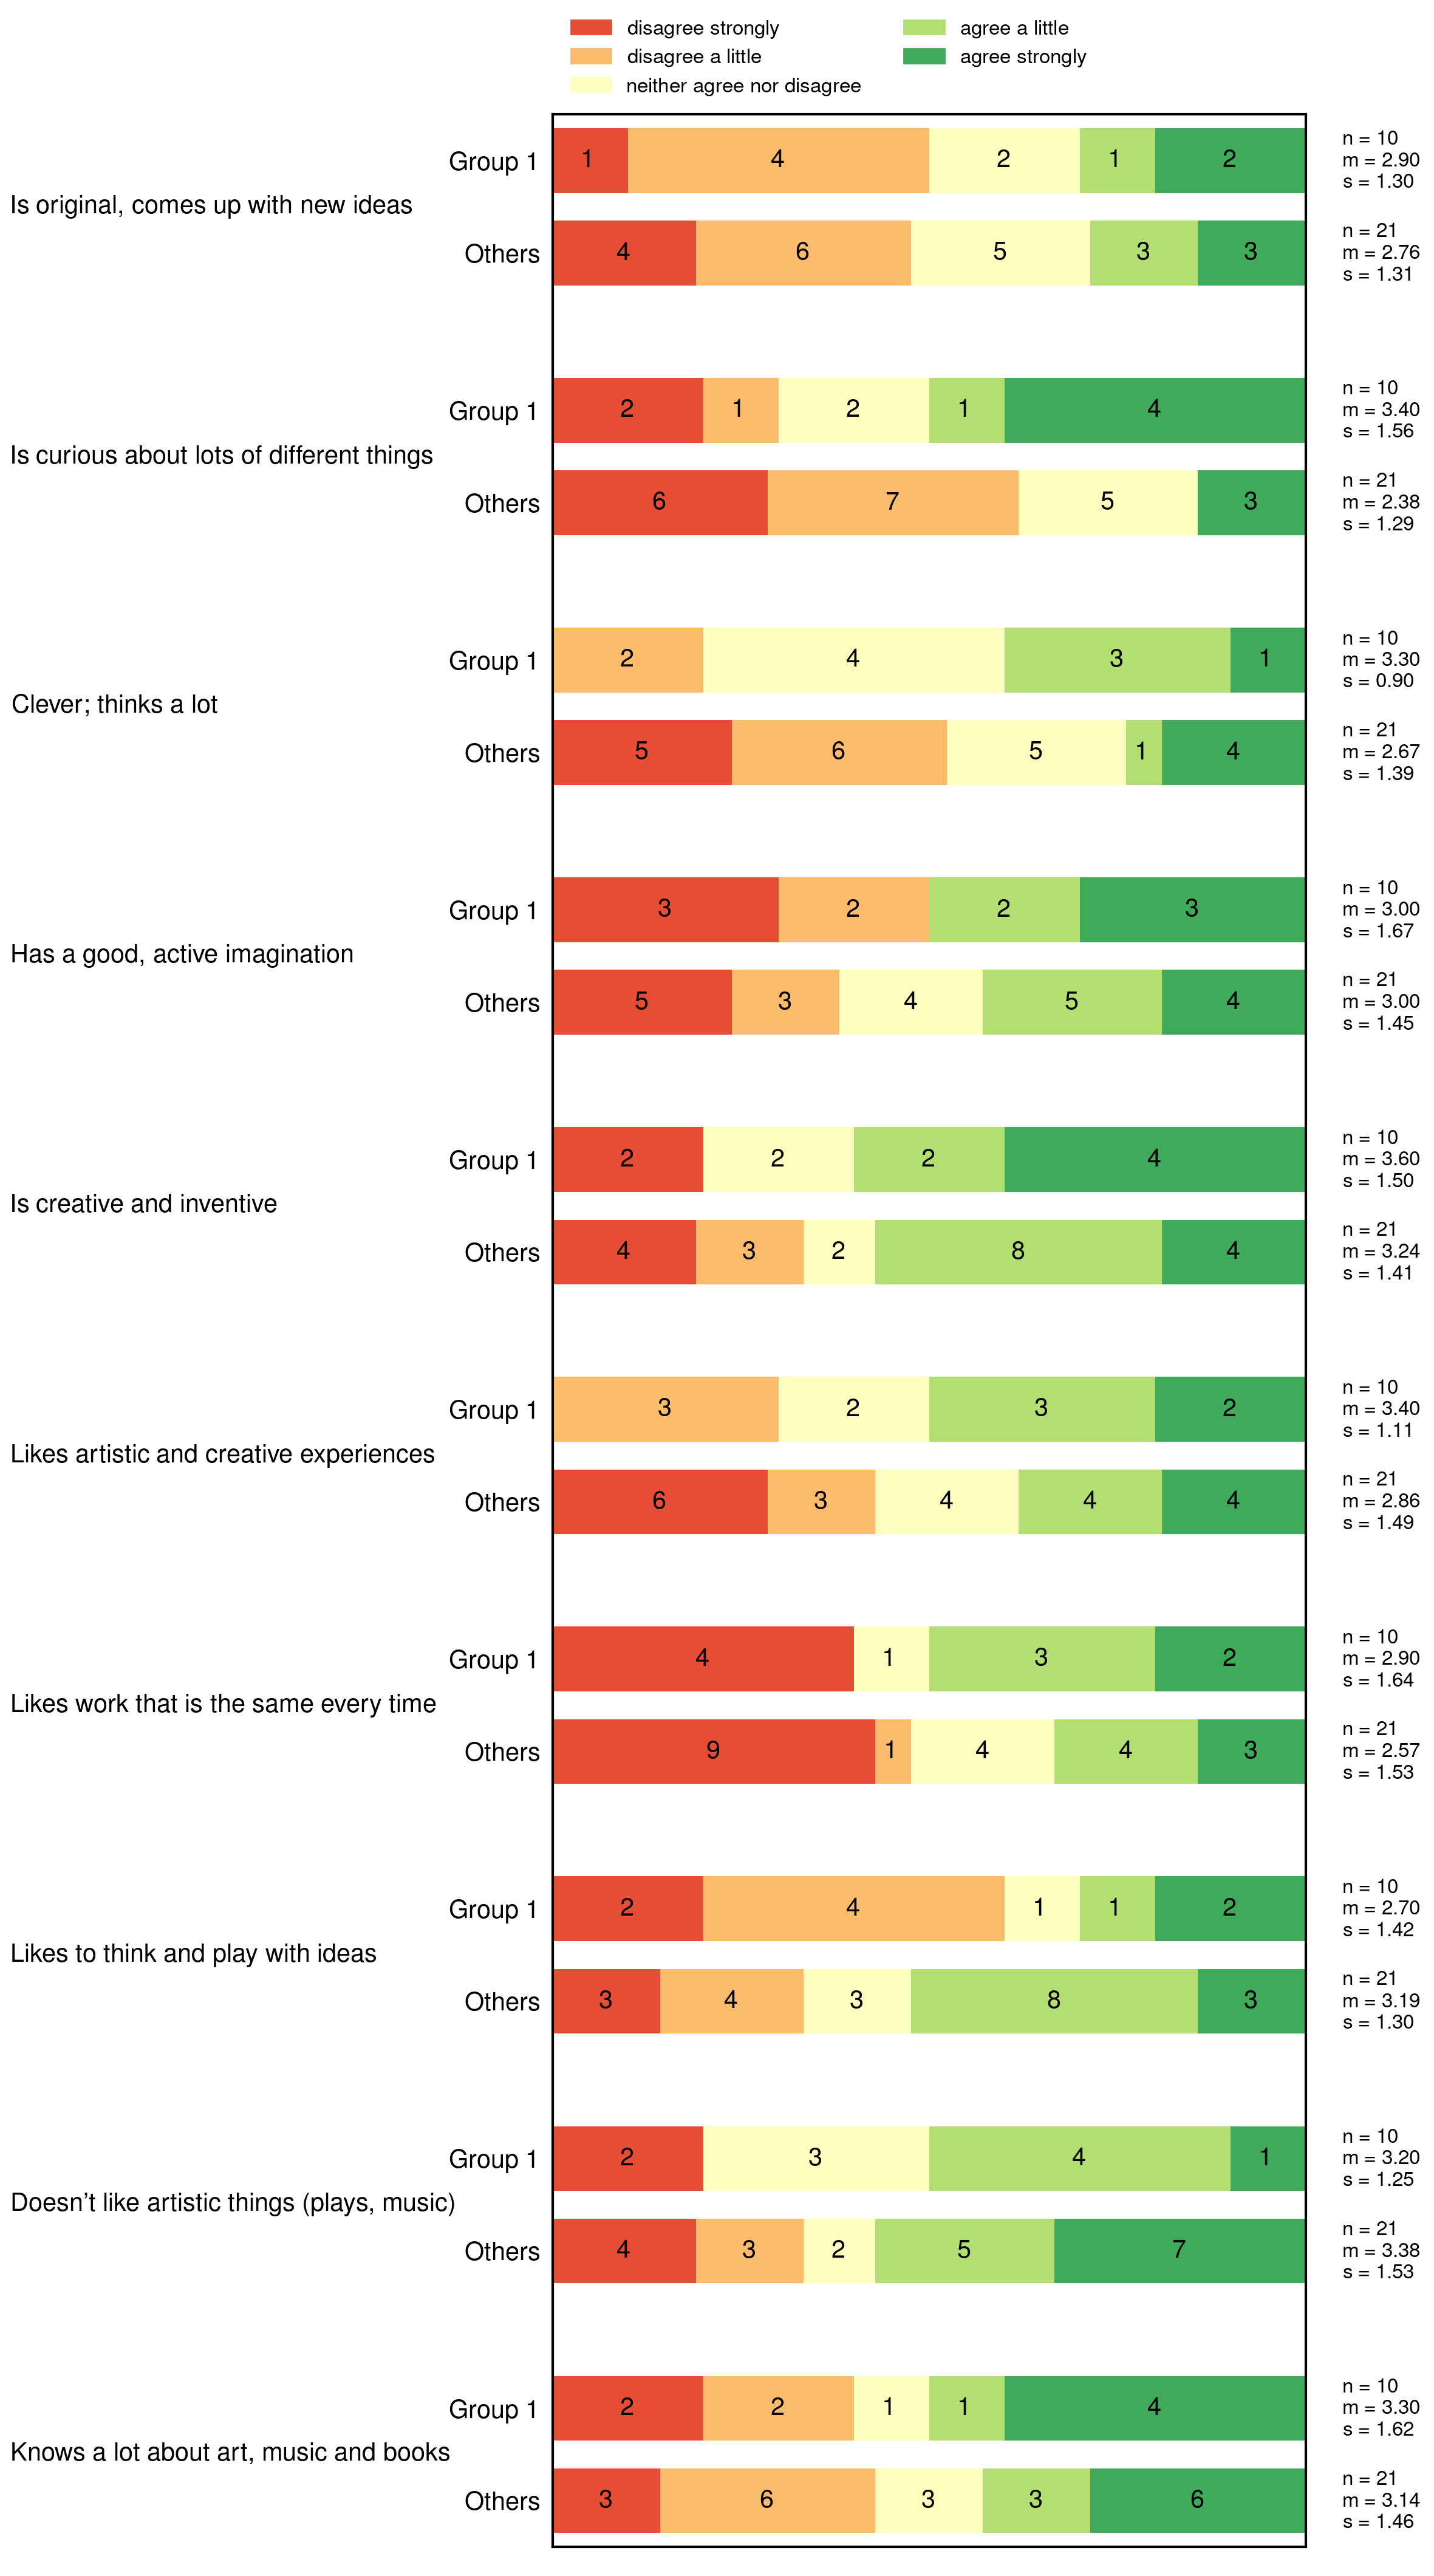 disagree strongly
disagree a little
neither agree nor disagree
agree a little
agree strongly
Group 1
1 4 2 1 2
n = 10
m = 2.90
s = 1.30
Is original, comes up with new ideas
Others
4 6 5 3 3
n = 21
m = 2.76
s = 1.31
Group 1
2 1 2 1 4
n = 10
m = 3.40
s = 1.56
Is curious about lots of different things
Others
6 7 5 3
n = 21
m = 2.38
s = 1.29
Group 1
2 4 3 1
n = 10
m = 3.30
s = 0.90
Clever; thinks a lot
Others
5 6 5 1 4
n = 21
m = 2.67
s = 1.39
Group 1
3 2 2 3
n = 10
m = 3.00
s = 1.67
Has a good, active imagination
Others
5 3 4 5 4
n = 21
m = 3.00
s = 1.45
Group 1
2 2 2 4
n = 10
m = 3.60
s = 1.50
Is creative and inventive
Others
4 3 2 8 4
n = 21
m = 3.24
s = 1.41
Group 1
3 2 3 2
n = 10
m = 3.40
s = 1.11
Likes artistic and creative experiences
Others
6 3 4 4 4
n = 21
m = 2.86
s = 1.49
Group 1
4 1 3 2
n = 10
m = 2.90
s = 1.64
Likes work that is the same every time
Others
9 1 4 4 3
n = 21
m = 2.57
s = 1.53
Group 1
2 4 1 1 2
n = 10
m = 2.70
s = 1.42
Likes to think and play with ideas
Others
3 4 3 8 3
n = 21
m = 3.19
s = 1.30
Group 1
2 3 4 1
n = 10
m = 3.20
s = 1.25
Doesn’t like artistic things (plays, music)
Others
4 3 2 5 7
n = 21
m = 3.38
s = 1.53
Group 1
2 2 1 1 4
n = 10
m = 3.30
s = 1.62
Knows a lot about art, music and books
Others
3 6 3 3 6
n = 21
m = 3.14
s = 1.46